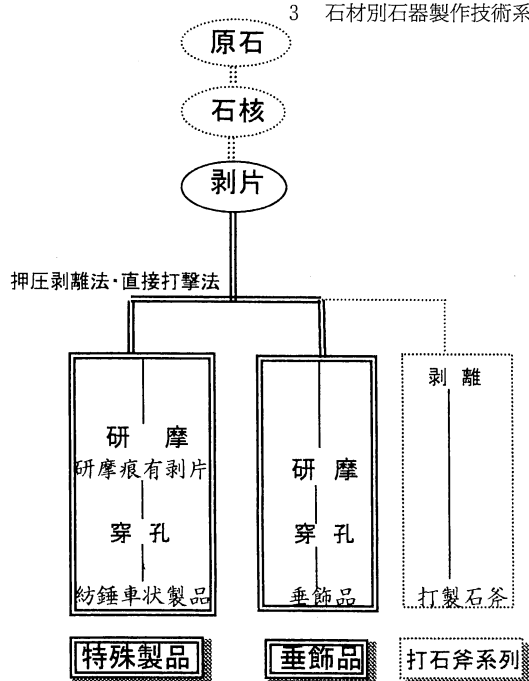 3 石材別石器製作技術系
原石
石核
剥片
押圧剥離法・直接打撃法
研 摩
研摩痕有剥片
穿 孔
紡錘車状製品
特殊製品
研 摩
穿 孔
垂飾品
垂飾品
剥 離
打製石斧
打石斧系列